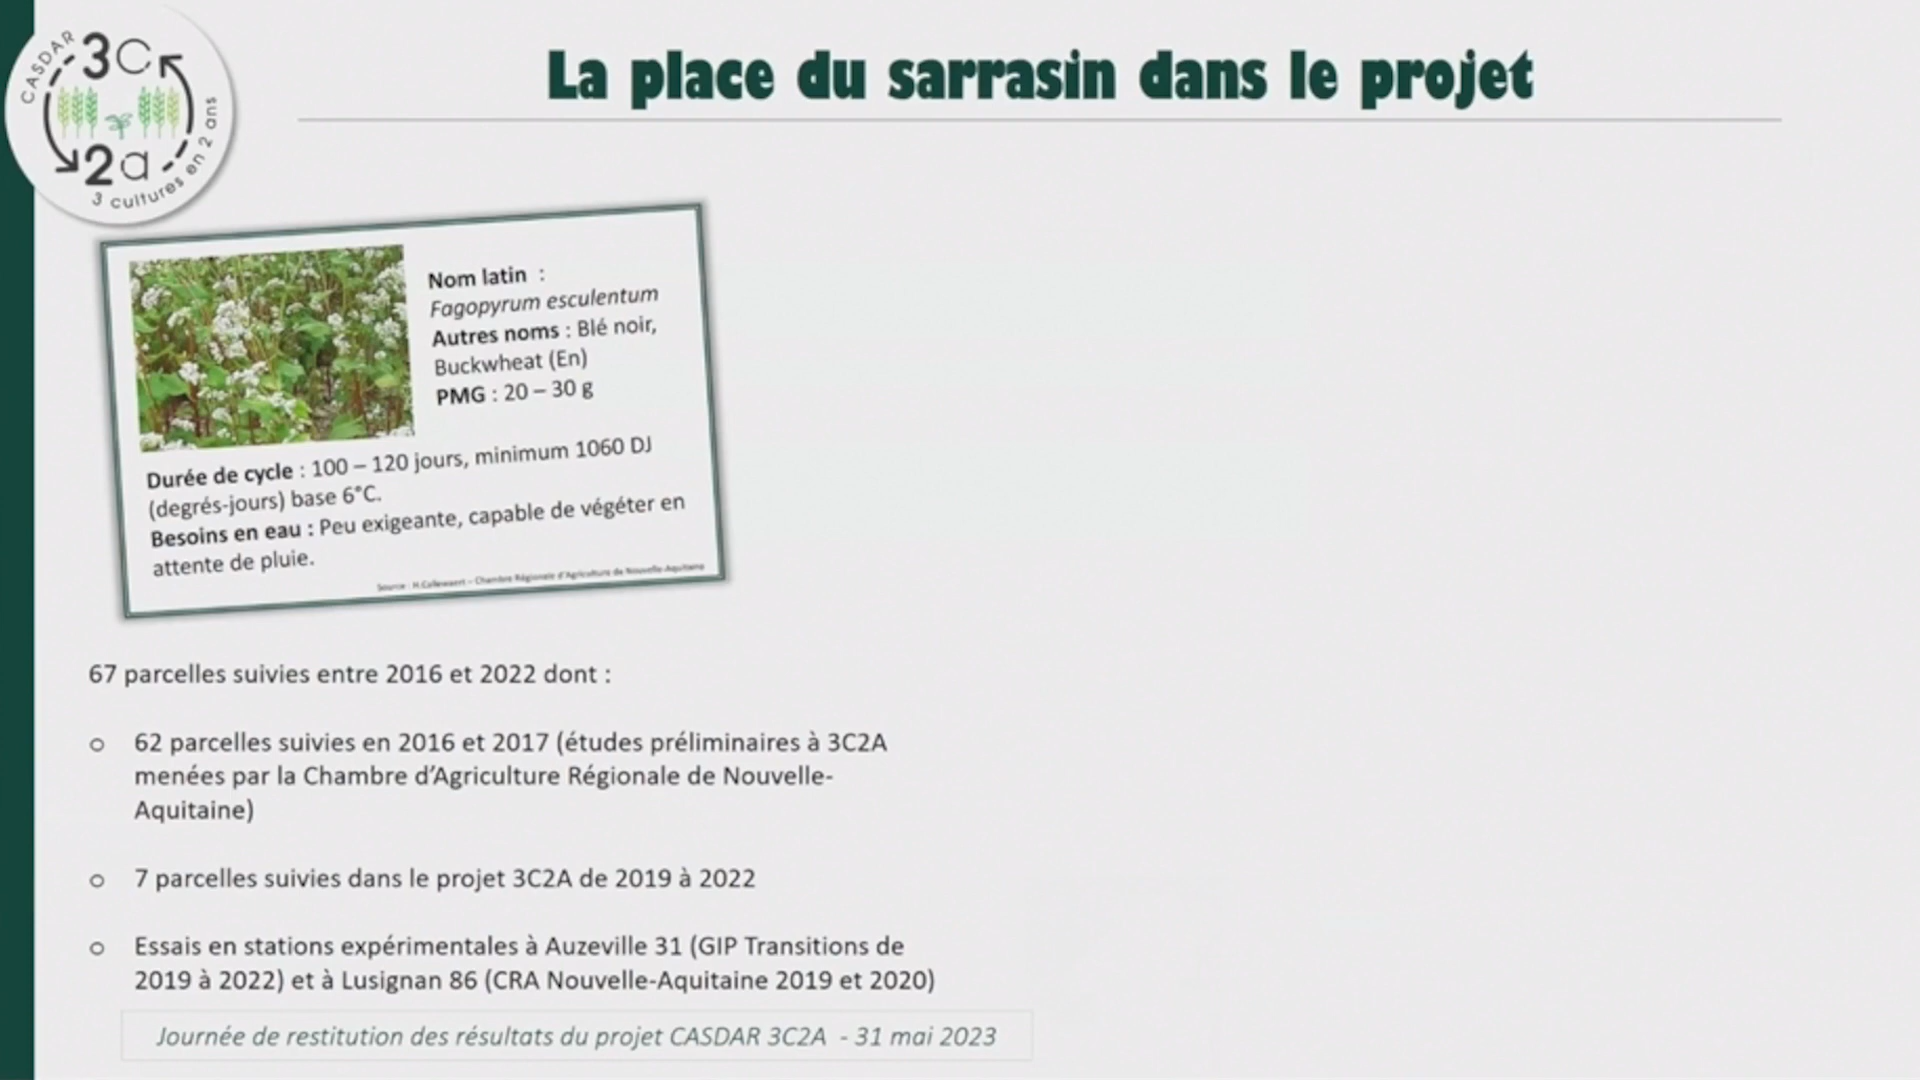 CASDAR
3C
2a
3 cultures en 2 ans
La place du sarrasin dans le projet
Nom latin :
Fagopyrum esculentum
Autres noms : Blé noir,
Buckwheat (En)
PMG : 20 – 30 g
Durée de cycle : 100 – 120 jours, minimum 1060 DJ
(degrés-jours) base 6°C.
Besoins en eau : Peu exigeante, capable de végéter en
attente de pluie.
Source : H.Callewaert – Chambre Régionale d'Agriculture de Nouvelle-Aquitaine
67 parcelles suivies entre 2016 et 2022 dont :
o 62 parcelles suivies en 2016 et 2017 (études préliminaires à 3C2A
menées par la Chambre d’Agriculture Régionale de Nouvelle-
Aquitaine)
o 7 parcelles suivies dans le projet 3C2A de 2019 à 2022
o Essais en stations expérimentales à Auzeville 31 (GIP Transitions de
2019 à 2022) et à Lusignan 86 (CRA Nouvelle-Aquitaine 2019 et 2020)
Journée de restitution des résultats du projet CASDAR 3C2A - 31 mai 2023